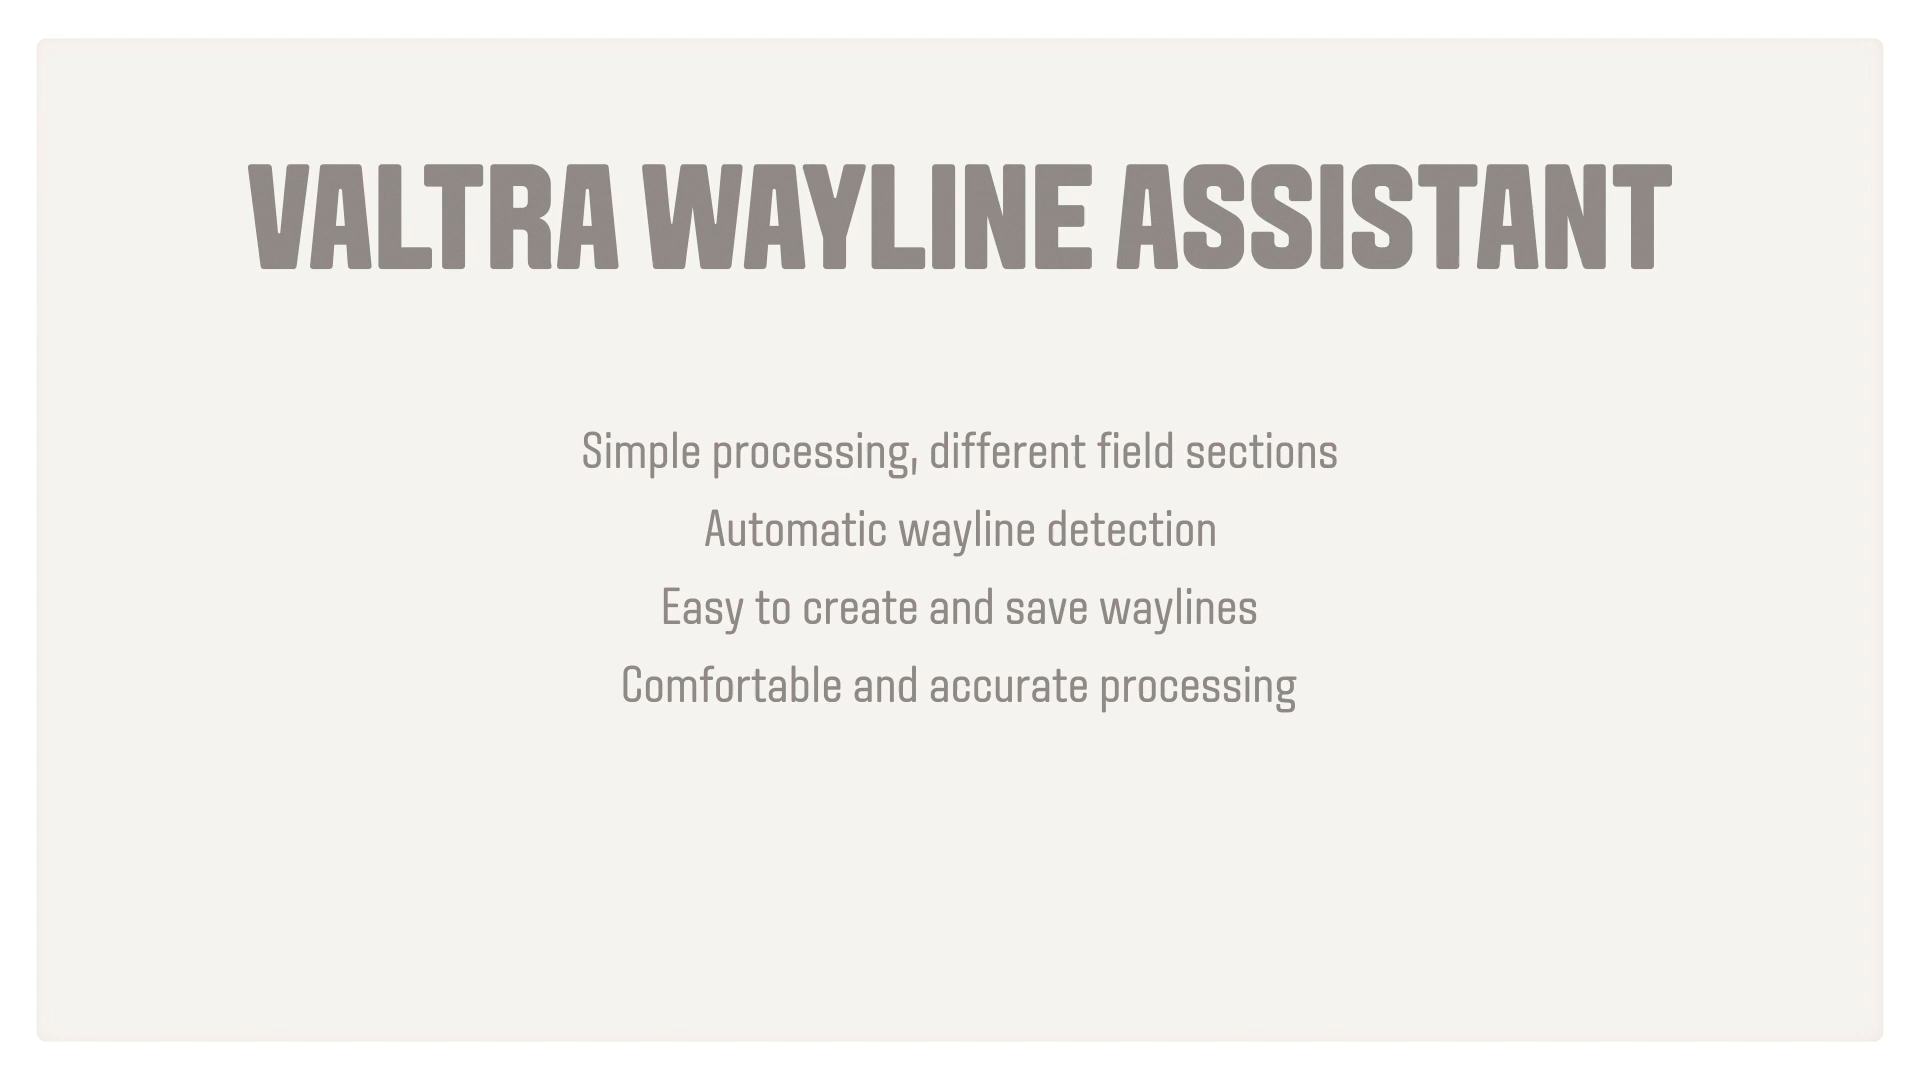 VALTRA WAYLINE ASSISTANT
Simple processing, different field sections
Automatic wayline detection
Easy to create and save waylines
Comfortable and accurate processing